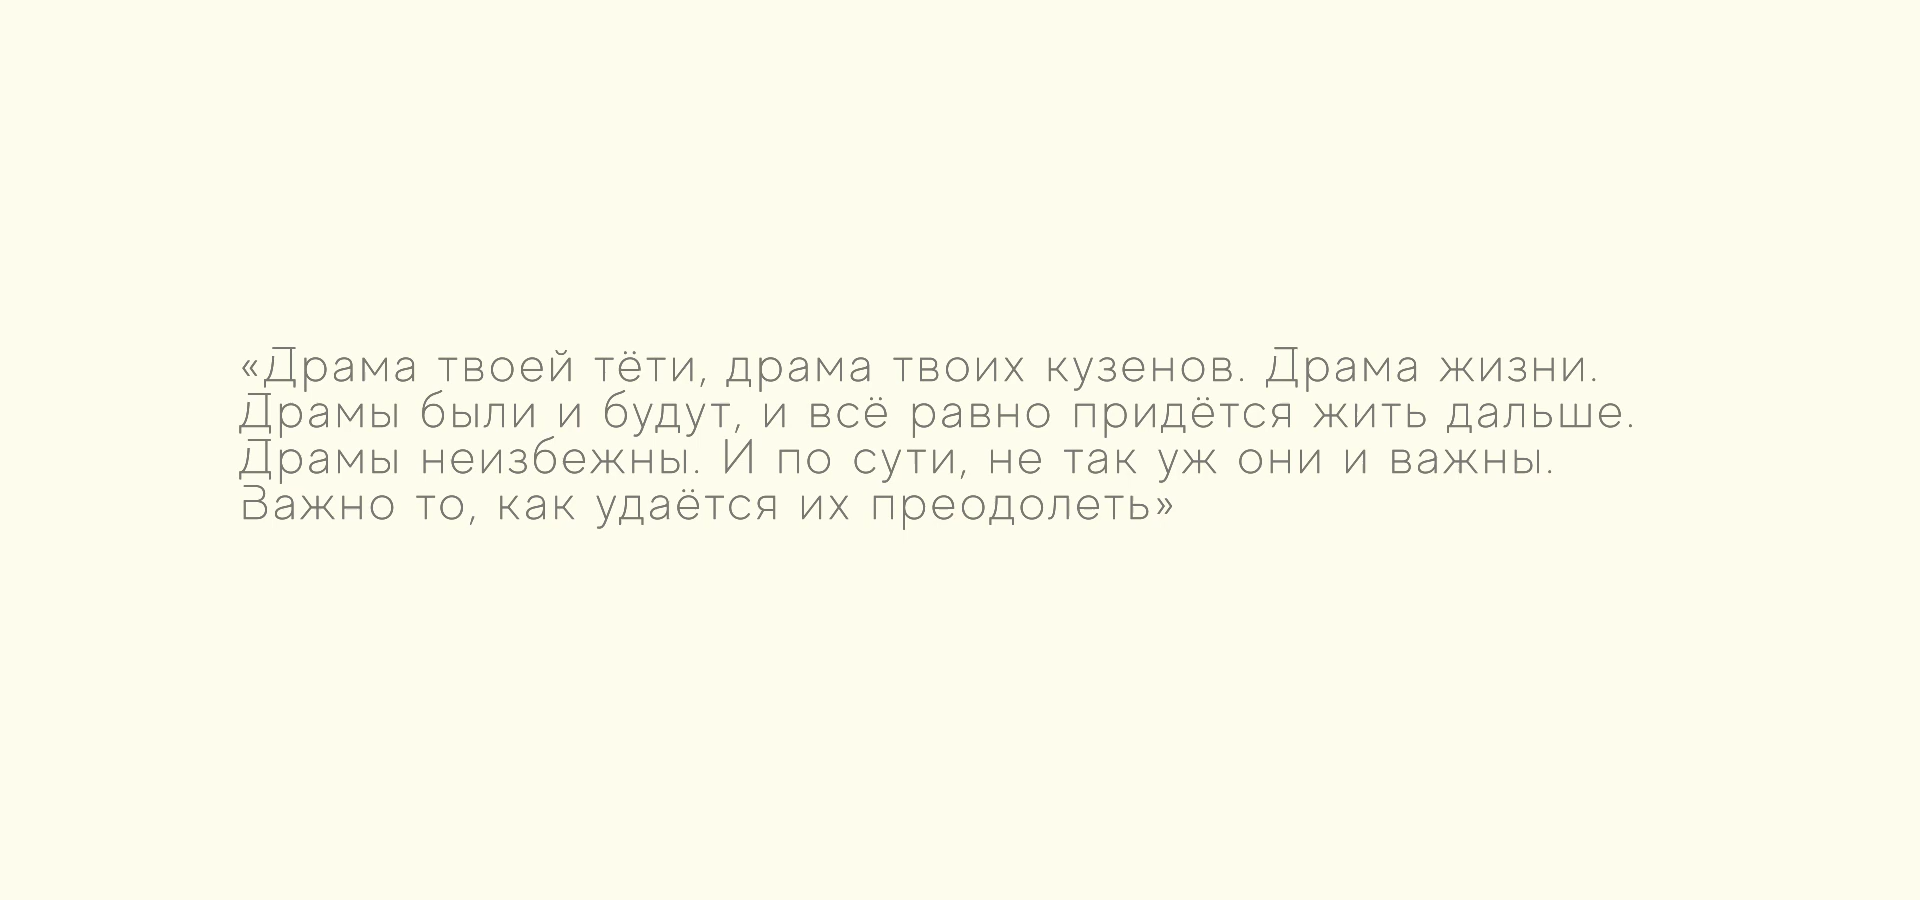 «Драма твоей тёти, драма твоих кузенов. Драма жизни.
Драмы были и будут, и всё равно придётся жить дальше.
Драмы неизбежны. И по сути, не так уж они и важны.
Важно то, как удаётся их преодолеть»